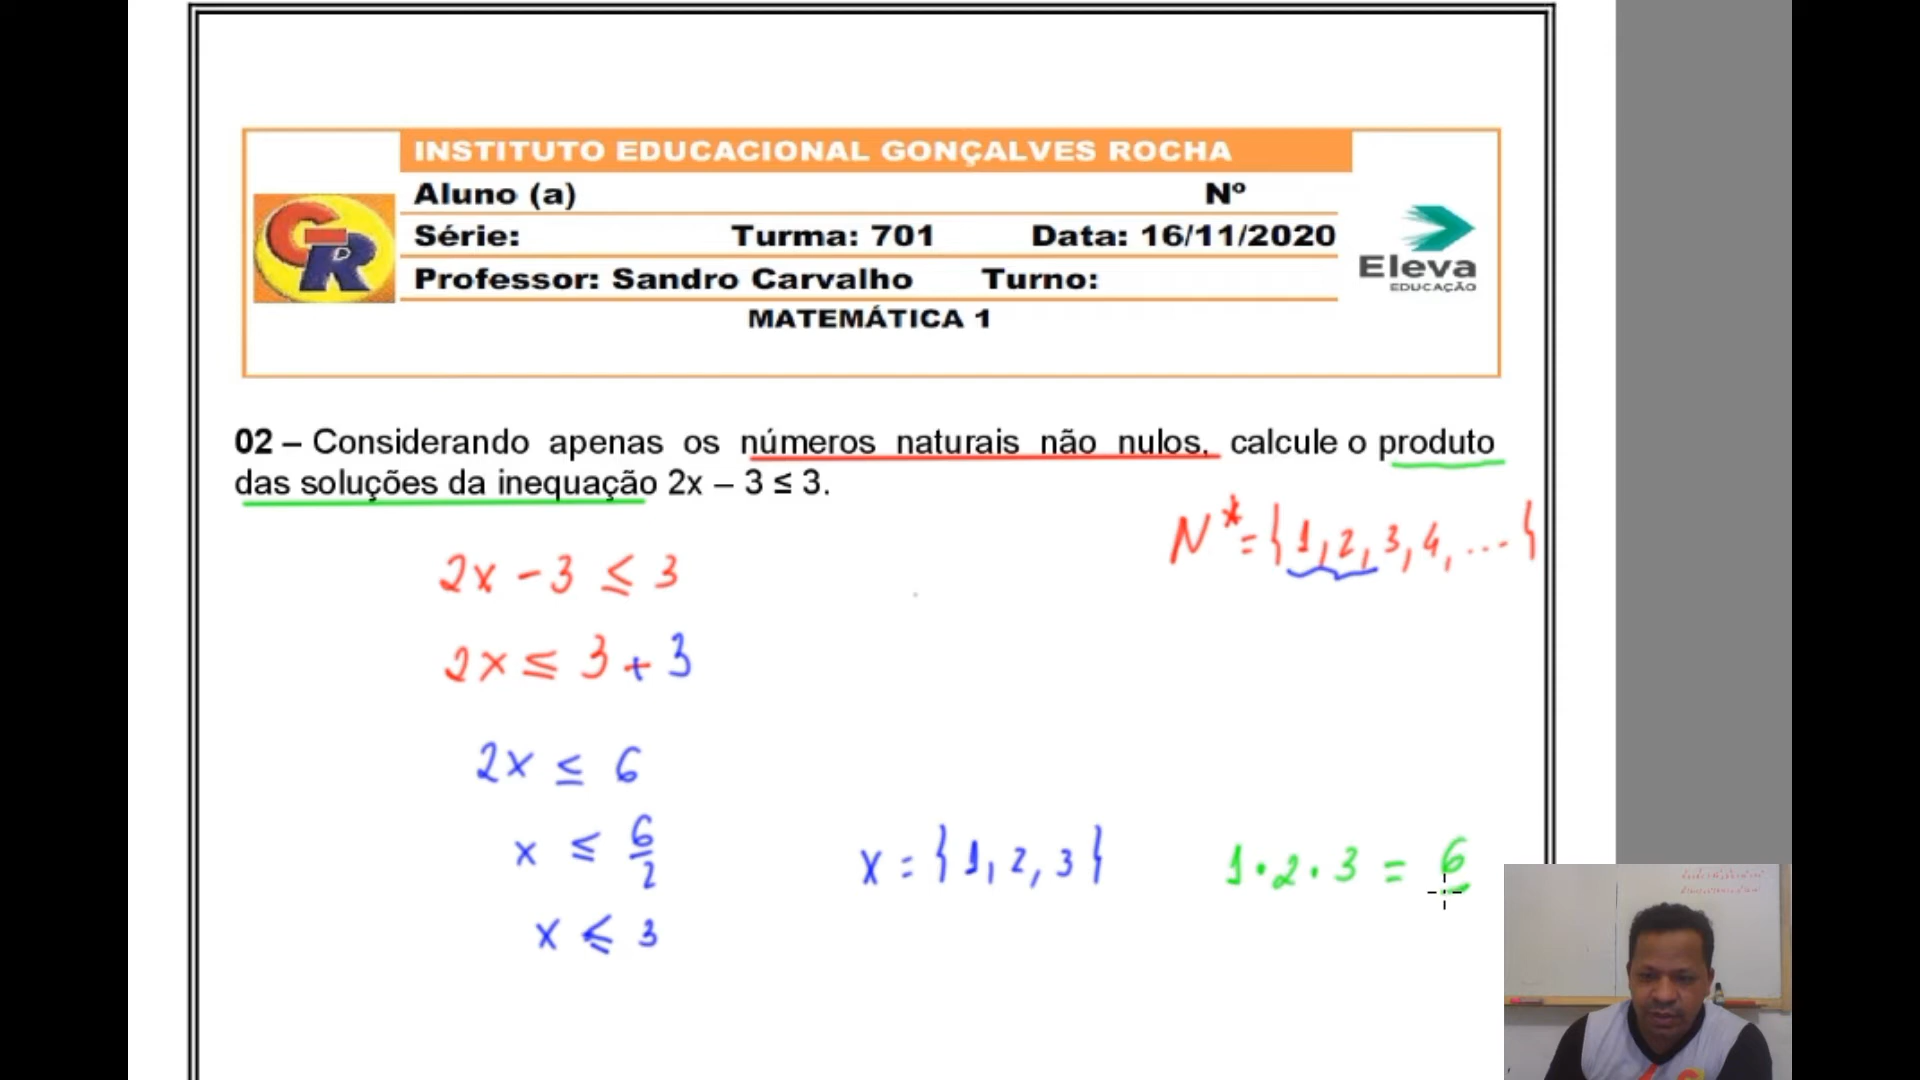 INSTITUTO EDUCACIONAL GONÇALVES ROCHA
Aluno (a) Nº
Série: Turma: 701 Data: 16/11/2020
Professor: Sandro Carvalho Turno:
MATEMÁTICA 1
GR
Eleva
EDUCAÇÃO
02 – Considerando apenas os números naturais não nulos, calcule o produto
das soluções da inequação 2x – 3 ≤ 3.
N* = {1, 2, 3, 4, ... }
2x - 3 ≤ 3
2x ≤ 3 + 3
2x ≤ 6
x ≤ 6/2
x ≤ 3
x = {1, 2, 3}
1 · 2 · 3 = 6